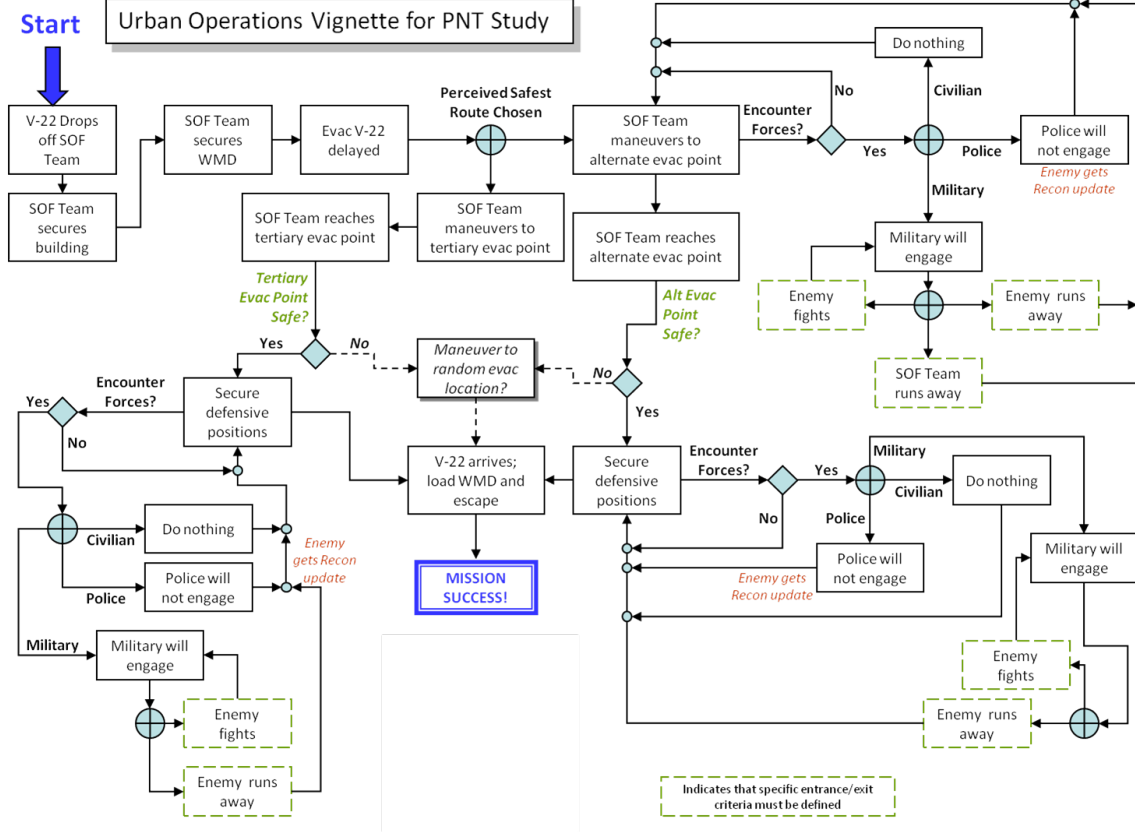 Urban Operations Vignette for PNT Study
Start
V-22 Drops
off SOF
Team
SOF Team
secures
building
SOF Team
secures
WMD
Evac V-22
delayed
Perceived Safest
Route Chosen
SOF Team
maneuvers to
alternate evac point
Encounter
Forces?
No
Yes
Civilian
Do nothing
Police
Police will
not engage
Enemy gets
Recon update
Military
Military will
engage
Enemy
fights
Enemy runs
away
SOF Team
runs away
SOF Team reaches
tertiary evac point
SOF Team
maneuvers to
tertiary evac point
SOF Team reaches
alternate evac point
Tertiary
Evac Point
Safe?
Alt Evac
Point
Safe?
Yes
No
Maneuver to
random evac
location?
No
Yes
Encounter
Forces?
Yes
No
Secure
defensive
positions
V-22 arrives;
load WMD and
escape
Secure
defensive
positions
Encounter
Forces?
Yes
No
Military
Civilian
Do nothing
Police
Police will
not engage
Enemy gets
Recon update
Military will
engage
Enemy
fights
Enemy runs
away
Civilian
Do nothing
Enemy
gets Recon
update
Police
Police will
not engage
MISSION
SUCCESS!
Military
Military will
engage
Enemy
fights
Enemy runs
away
Indicates that specific entrance/exit
criteria must be defined